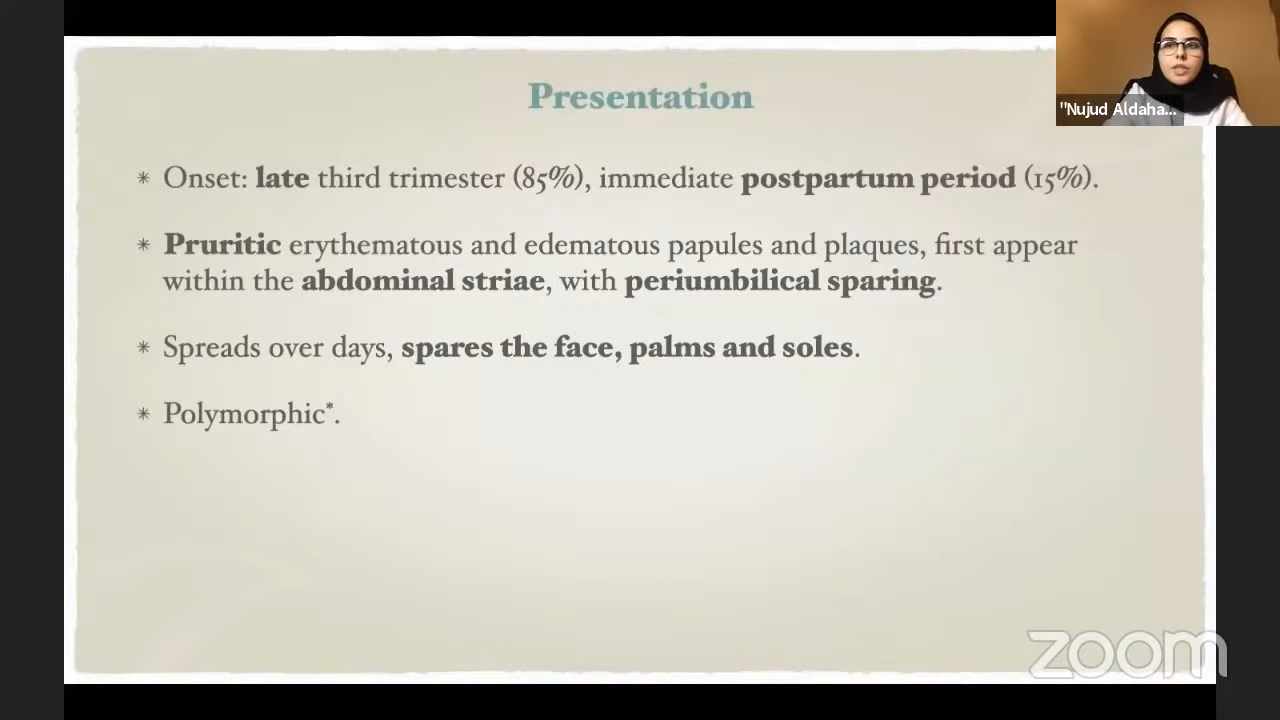 Presentation
"Nujud Aldaha...
* Onset: late third trimester (85%), immediate postpartum period (15%).
* Pruritic erythematous and edematous papules and plaques, first appear
within the abdominal striae, with periumbilical sparing.
* Spreads over days, spares the face, palms and soles.
* Polymorphic*.
zoom